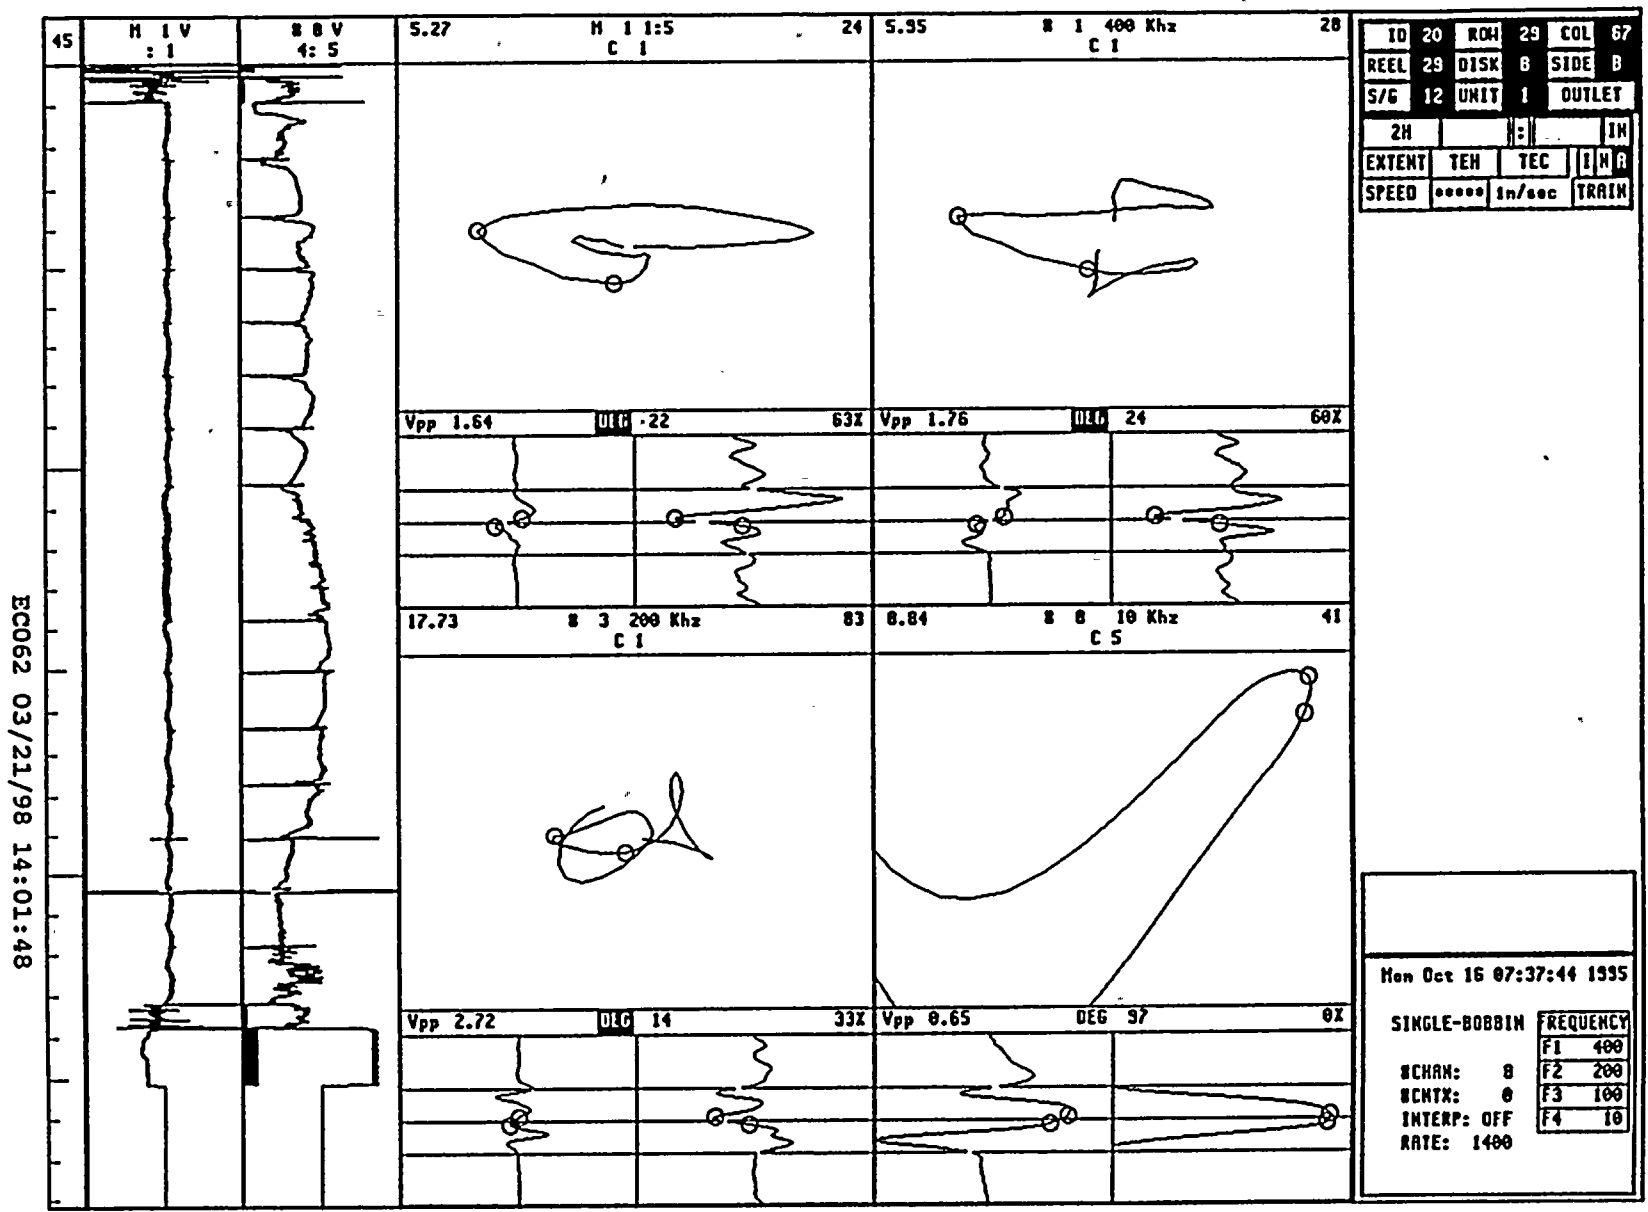 45
M 1 V
: 1
8 V
4: 5
5.27 M 1 1:5 24
C 1
5.95 1 400 Khz 28
C 1
Vpp 1.64 DEG 22 63%
Vpp 1.76 DEG 24 60%
17.73 3 200 Khz 83
C 1
8.84 8 10 Khz 41
C 5
Vpp 2.72 DEG 14 33%
Vpp 0.65 DEG 97 0%
ID 20 ROW 29 COL 67
REEL 29 DISK B SIDE B
S/G 12 UNIT 1 OUTLET
2H : IN
EXTENT TEH TEC I N R
SPEED ***** in/sec TRAIN
Mon Oct 16 07:37:44 1995
SINGLE-BOBBIN FREQUENCY
F1 400
#CHAN: 8 F2 200
#CNTX: 0 F3 100
INTERP: OFF F4 10
RATE: 1400
EC062 03/21/98 14:01:48